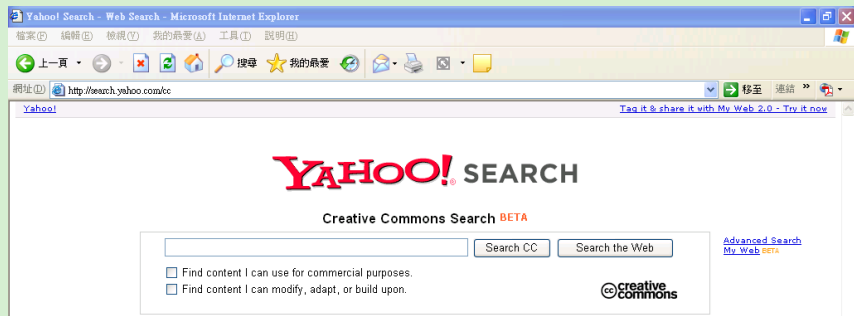 Yahoo! Search - Web Search - Microsoft Internet Explorer
檔案(F) 編輯(E) 檢視(V) 我的最愛(A) 工具(T) 說明(H)
上一頁 搜尋 我的最愛
網址(D) http://search.yahoo.com/cc 移至 連結 »
Yahoo! Tag it & share it with My Web 2.0 - Try it now
YAHOO! SEARCH
Creative Commons Search BETA
Search CC Search the Web Advanced Search
My Web BETA
Find content I can use for commercial purposes.
Find content I can modify, adapt, or build upon.
cc creative commons